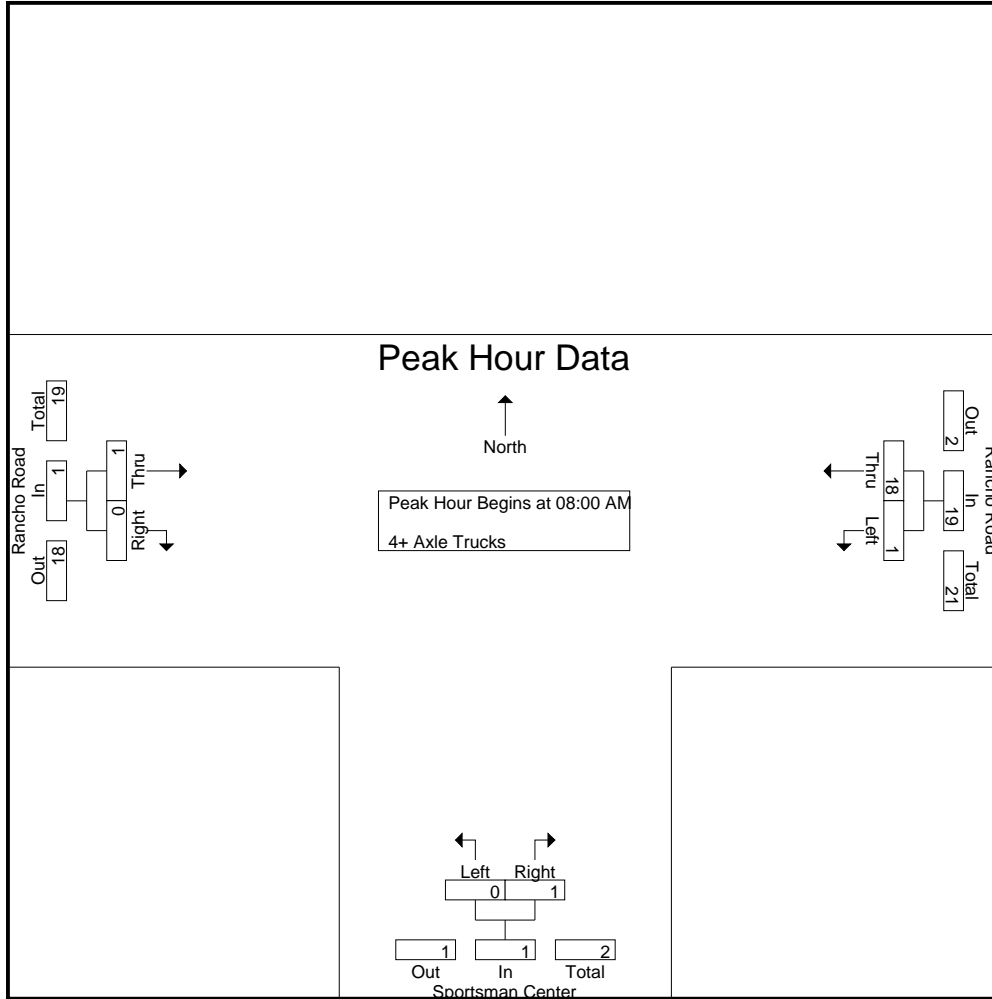 Peak Hour Data
North
Peak Hour Begins at 08:00 AM
4+ Axle Trucks
Rancho Road
Out In Total
18 1 19
Right Thru
0 1
Rancho Road
Out In Total
2 19 21
Thru Left
18 1
Left Right
0 1
1 1 2
Out In Total
Sportsman Center